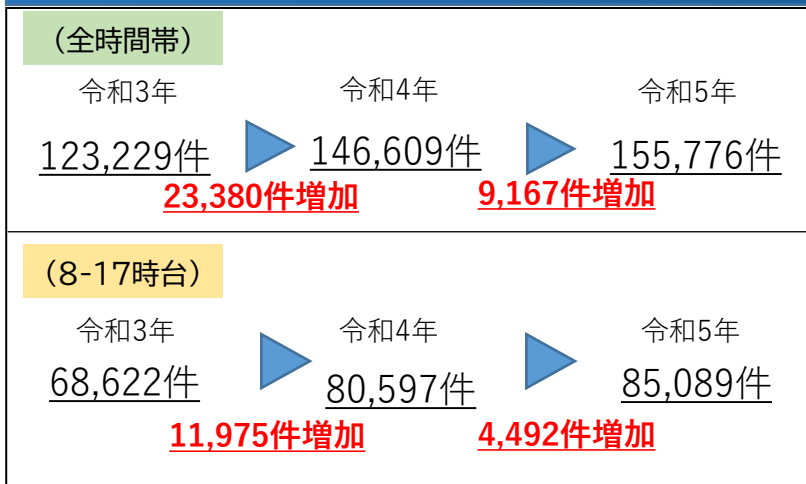 （全時間帯）
令和3年 令和4年 令和5年
123,229件 146,609件 155,776件
23,380件増加 9,167件増加
（8-17時台）
令和3年 令和4年 令和5年
68,622件 80,597件 85,089件
11,975件増加 4,492件増加